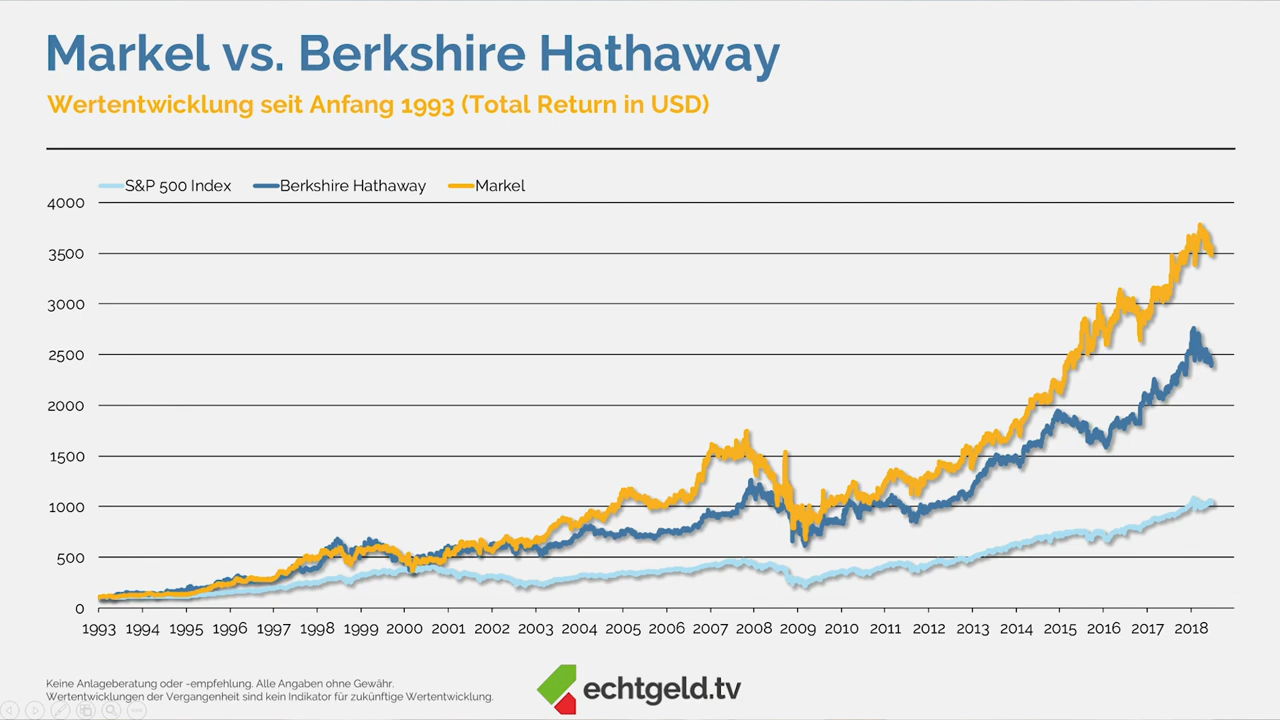 Markel vs. Berkshire Hathaway
Wertentwicklung seit Anfang 1993 (Total Return in USD)
S&P 500 Index Berkshire Hathaway Markel
4000
3500
3000
2500
2000
1500
1000
500
0
1993 1994 1995 1996 1997 1998 1999 2000 2001 2002 2003 2004 2005 2006 2007 2008 2009 2010 2011 2012 2013 2014 2015 2016 2017 2018
Keine Anlageberatung oder -empfehlung. Alle Angaben ohne Gewähr.
Wertentwicklungen der Vergangenheit sind kein Indikator für zukünftige Wertentwicklung.
echtgeld.tv